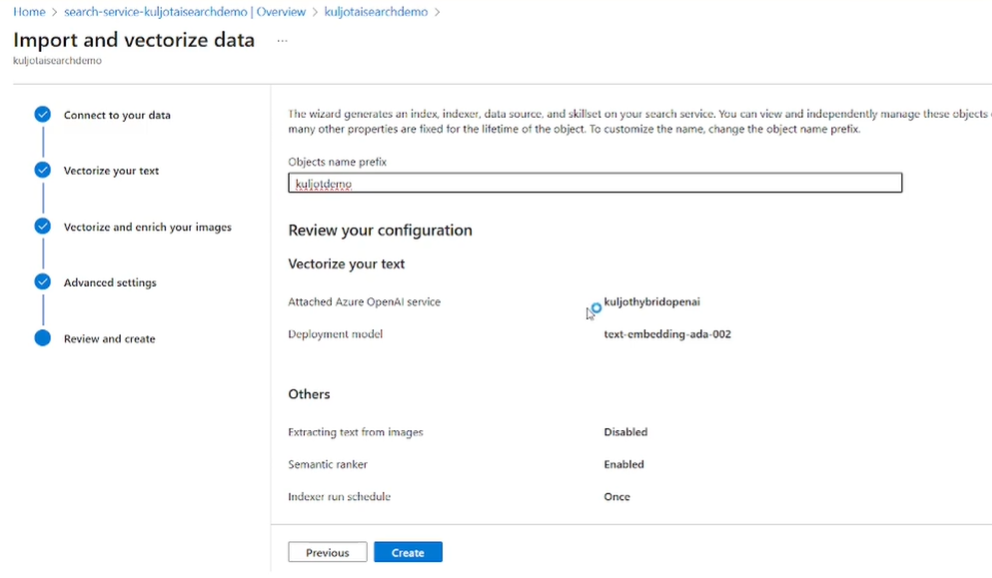 Home > search-service-kuljotaisearchdemo | Overview > kuljotaisearchdemo >
Import and vectorize data ...
kuljotaisearchdemo
Connect to your data
Vectorize your text
Vectorize and enrich your images
Advanced settings
Review and create
The wizard generates an index, indexer, data source, and skillset on your search service. You can view and independently manage these objects
many other properties are fixed for the lifetime of the object. To customize the name, change the object name prefix.
Objects name prefix
kuljotdemo
Review your configuration
Vectorize your text
Attached Azure OpenAI service kuljothybridopenai
Deployment model text-embedding-ada-002
Others
Extracting text from images Disabled
Semantic ranker Enabled
Indexer run schedule Once
Previous Create